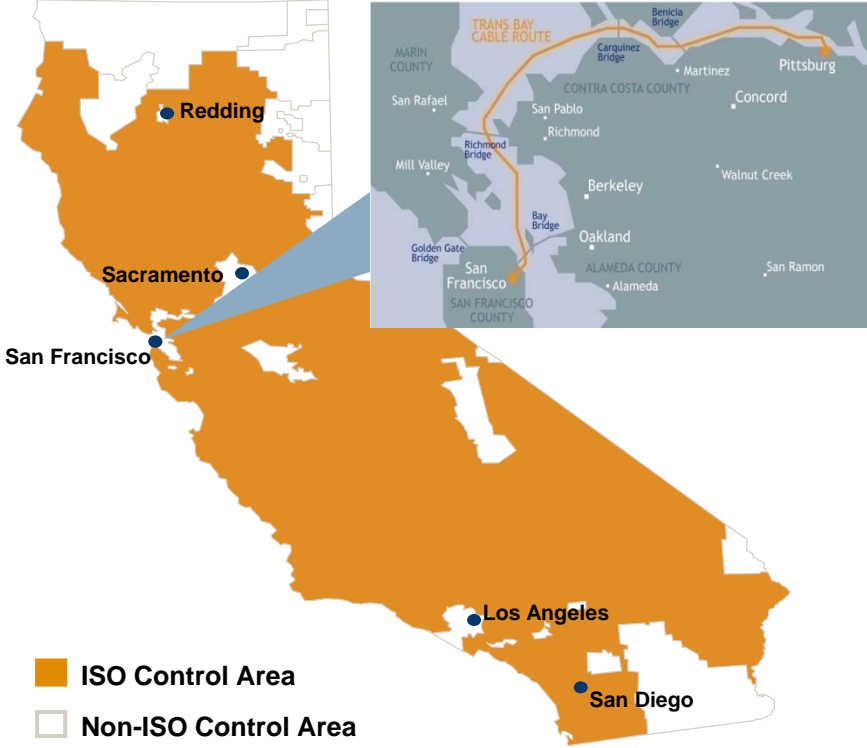 Redding
Sacramento
San Francisco
Los Angeles
San Diego
ISO Control Area
Non-ISO Control Area
TRANS BAY
CABLE ROUTE
Benicia
Bridge
Carquinez
Bridge
Pittsburg
MARIN
COUNTY
Martinez
CONTRA COSTA COUNTY
Concord
San Rafael
San Pablo
Richmond
Richmond
Bridge
Mill Valley
Walnut Creek
Berkeley
Bay
Bridge
Golden Gate
Bridge
Oakland
San
Francisco
ALAMEDA COUNTY
San Ramon
Alameda
SAN FRANCISCO
COUNTY